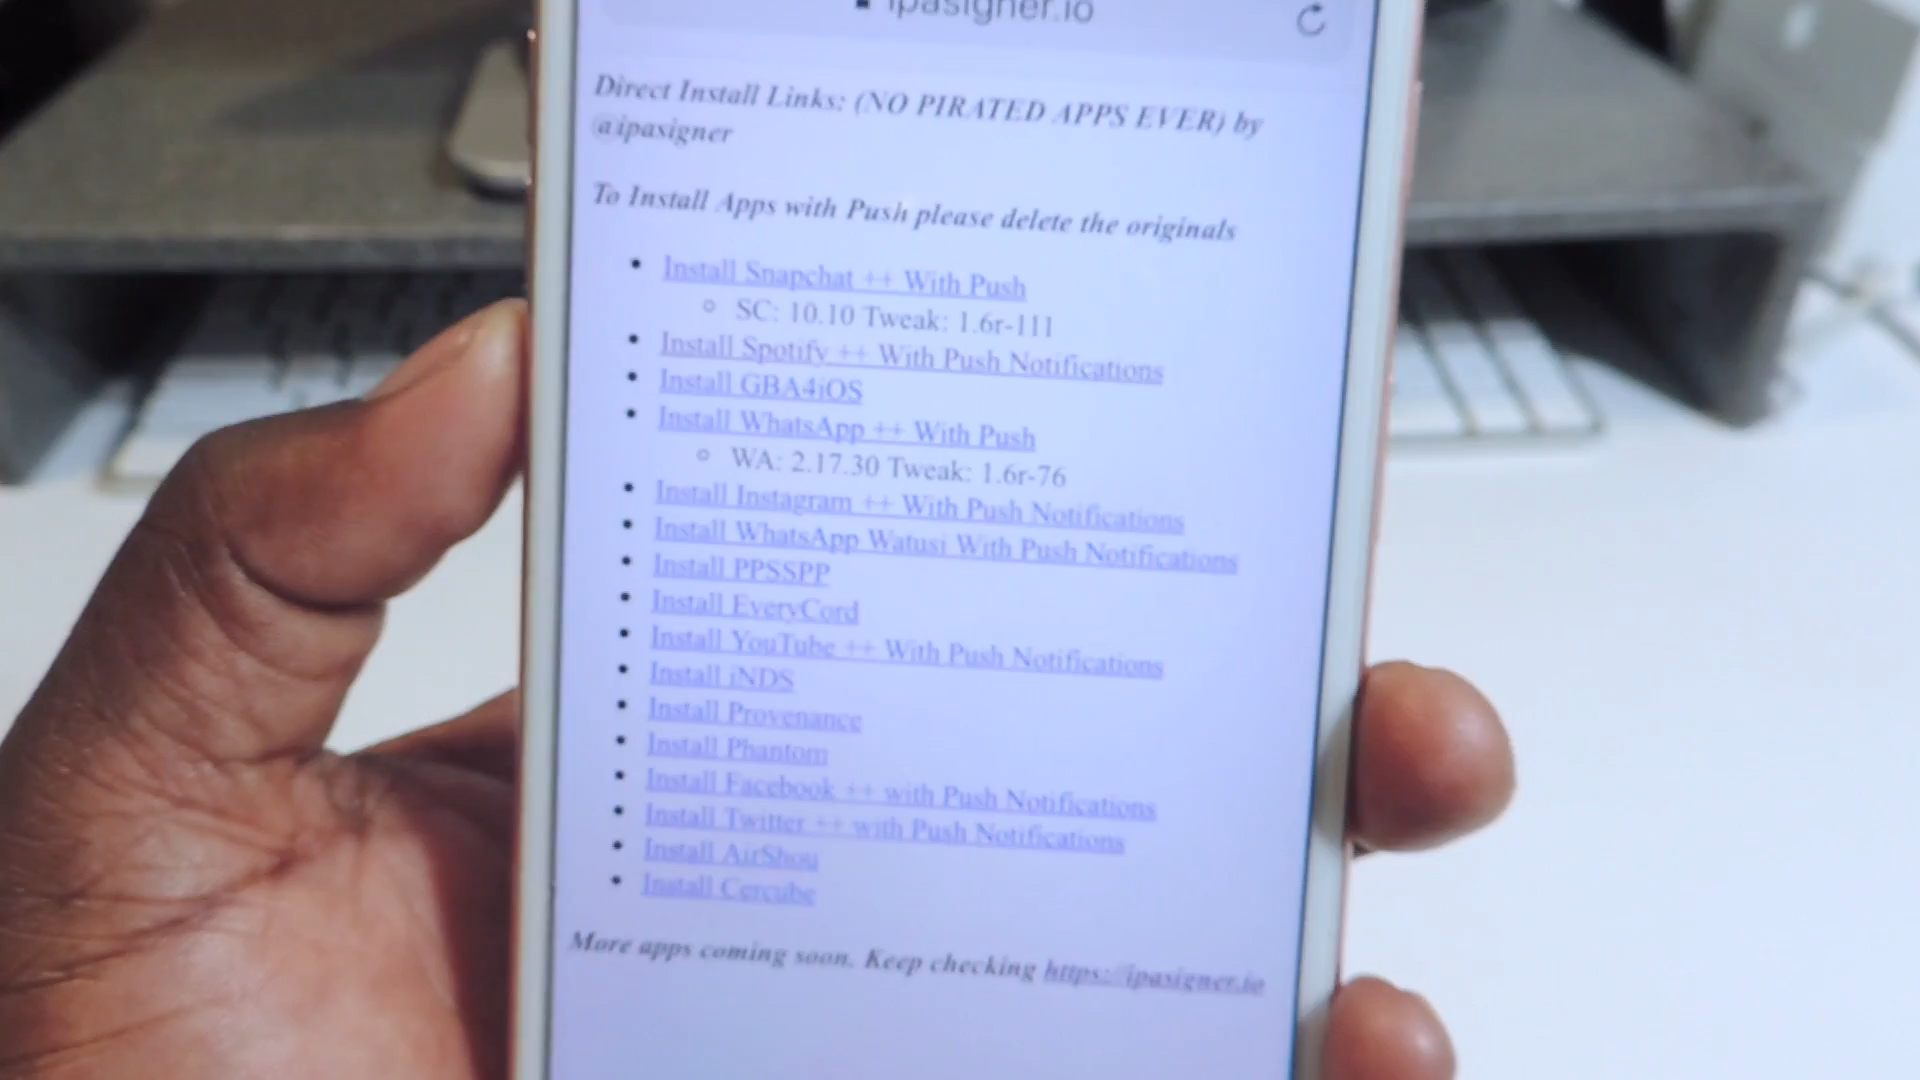 ipasigner.io
Direct Install Links: (NO PIRATED APPS EVER) by
@ipasigner
To Install Apps with Push please delete the originals
Install Snapchat ++ With Push
SC: 10.10 Tweak: 1.6r-111
Install Spotify ++ With Push Notifications
Install GBA4iOS
Install WhatsApp ++ With Push
WA: 2.17.30 Tweak: 1.6r-76
Install Instagram ++ With Push Notifications
Install WhatsApp Watusi With Push Notifications
Install PPSSPP
Install EveryCord
Install YouTube ++ With Push Notifications
Install iNDS
Install Provenance
Install Phantom
Install Facebook ++ with Push Notifications
Install Twitter ++ with Push Notifications
Install AirShou
Install Cercube
More apps coming soon. Keep checking https://ipasigner.io